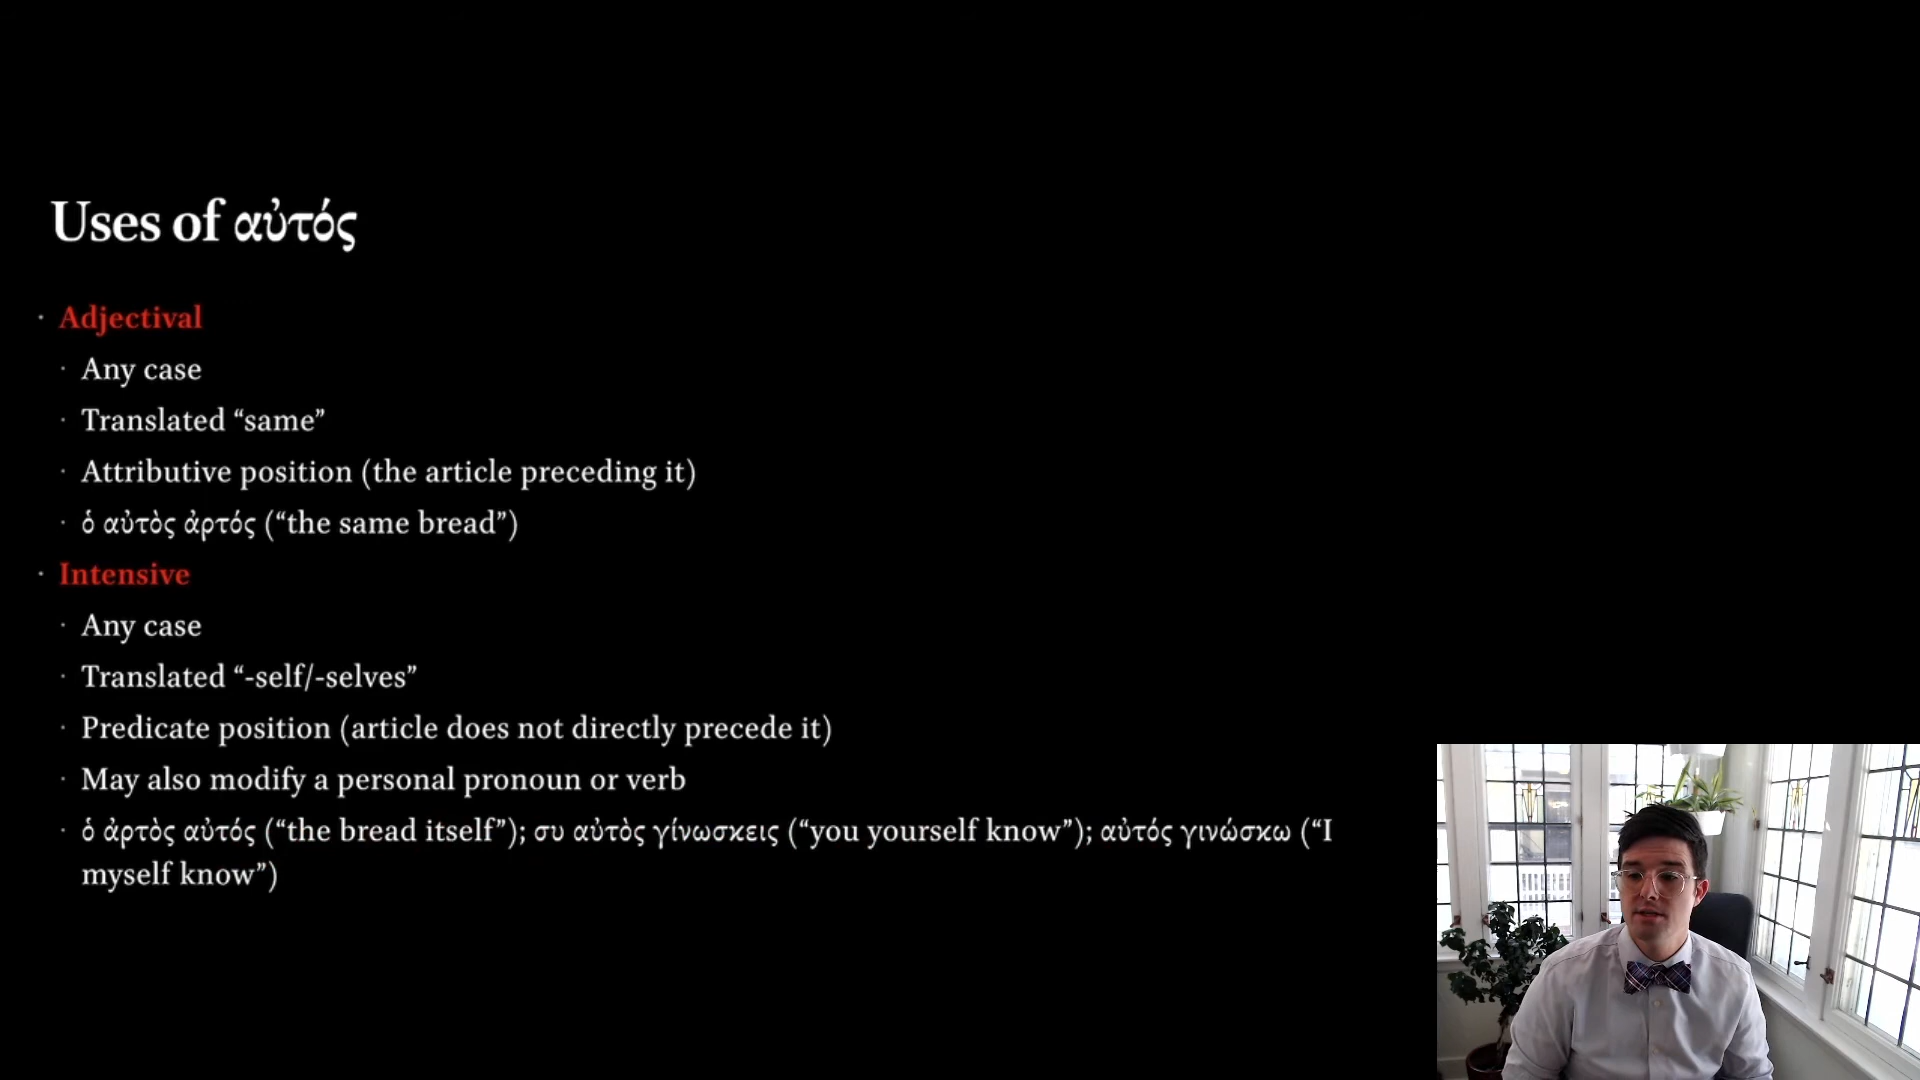 Uses of αὐτός
· Adjectival
· Any case
· Translated “same”
· Attributive position (the article preceding it)
· ὁ αὐτὸς ἀρτός (“the same bread”)
· Intensive
· Any case
· Translated “-self/-selves”
· Predicate position (article does not directly precede it)
· May also modify a personal pronoun or verb
· ὁ ἀρτὸς αὐτός (“the bread itself”); συ αὐτὸς γίνωσκεις (“you yourself know”); αὐτός γινώσκω (“I
myself know”)